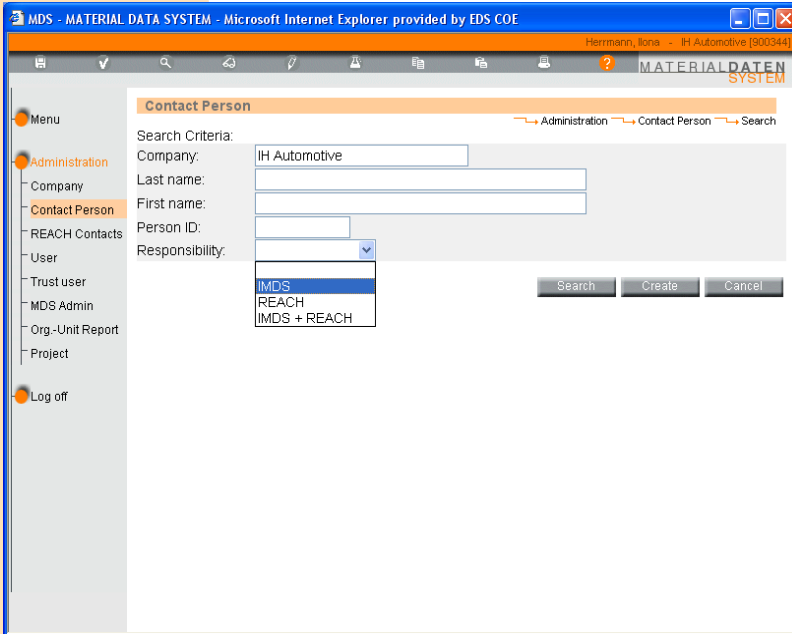 MDS - MATERIAL DATA SYSTEM - Microsoft Internet Explorer provided by EDS COE
Herrmann, Ilona - IH Automotive [900344]
?
MATERIALDATEN
SYSTEM
Menu
Administration
Company
Contact Person
REACH Contacts
User
Trust user
MDS Admin
Org.-Unit Report
Project
Log off
Contact Person
Administration Contact Person Search
Search Criteria:
Company: IH Automotive
Last name:
First name:
Person ID:
Responsibility:
IMDS
REACH
IMDS + REACH
Search Create Cancel